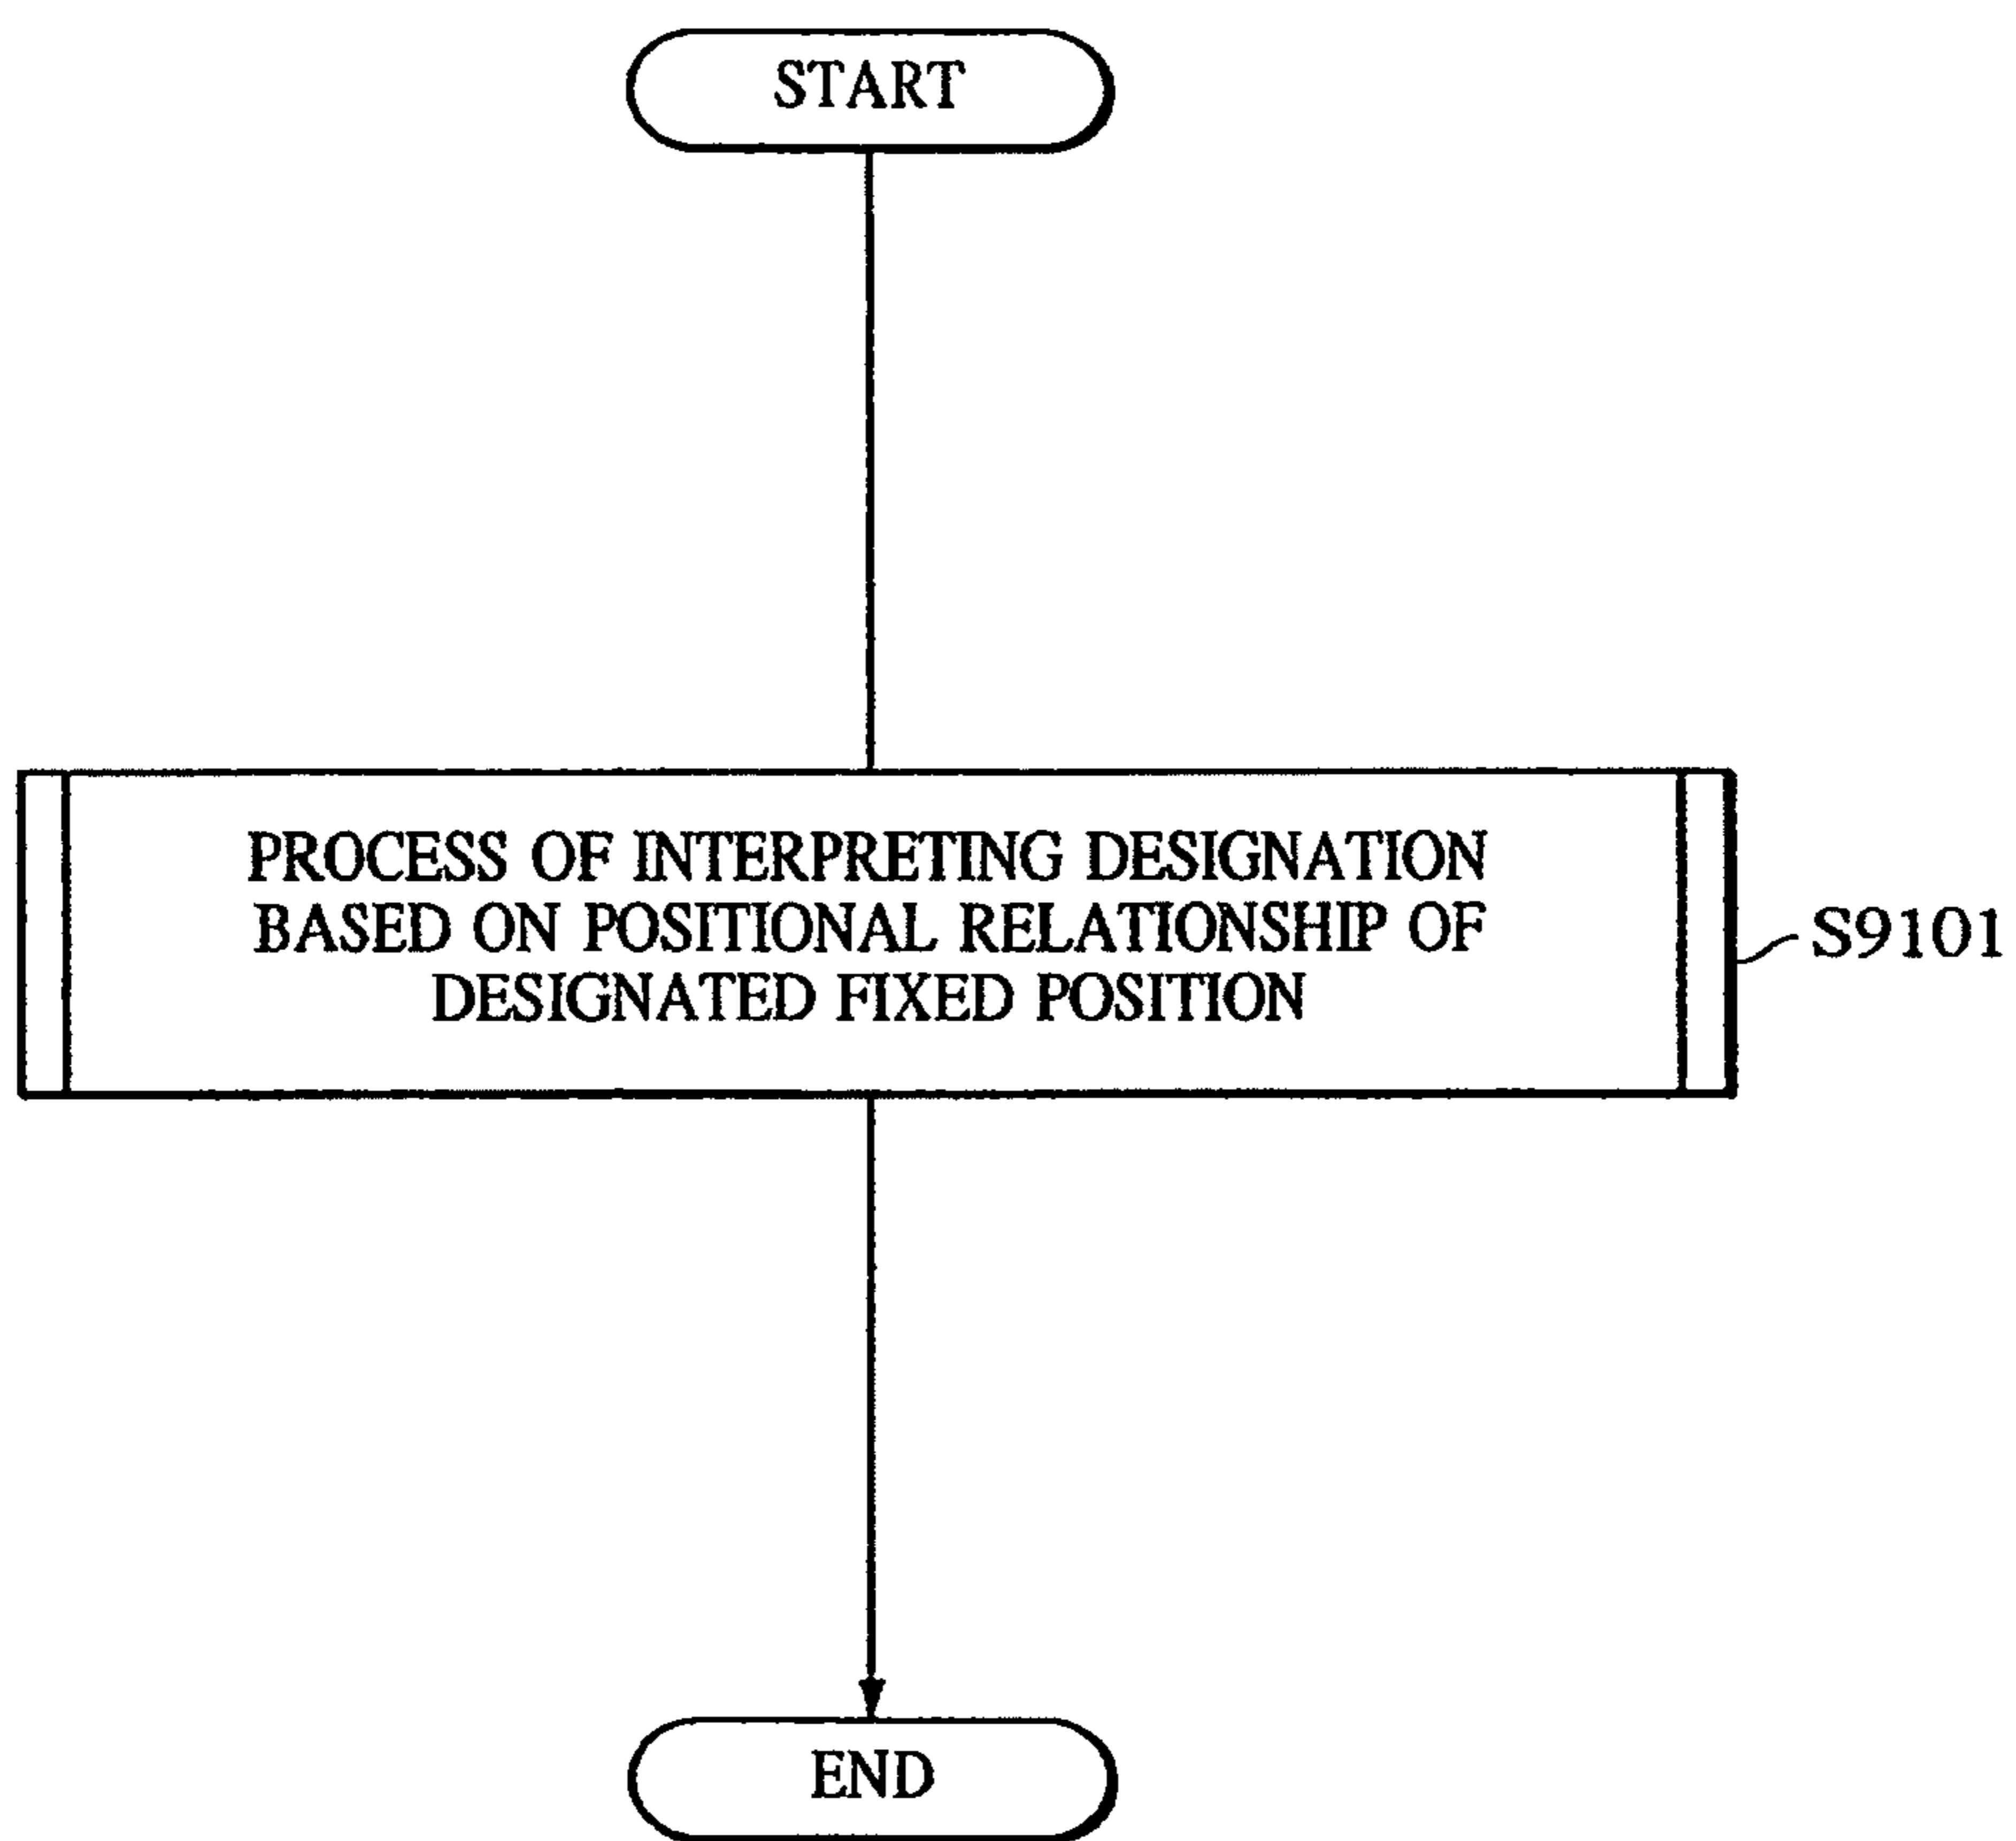 START
PROCESS OF INTERPRETING DESIGNATION
BASED ON POSITIONAL RELATIONSHIP OF
DESIGNATED FIXED POSITION
S9101
END